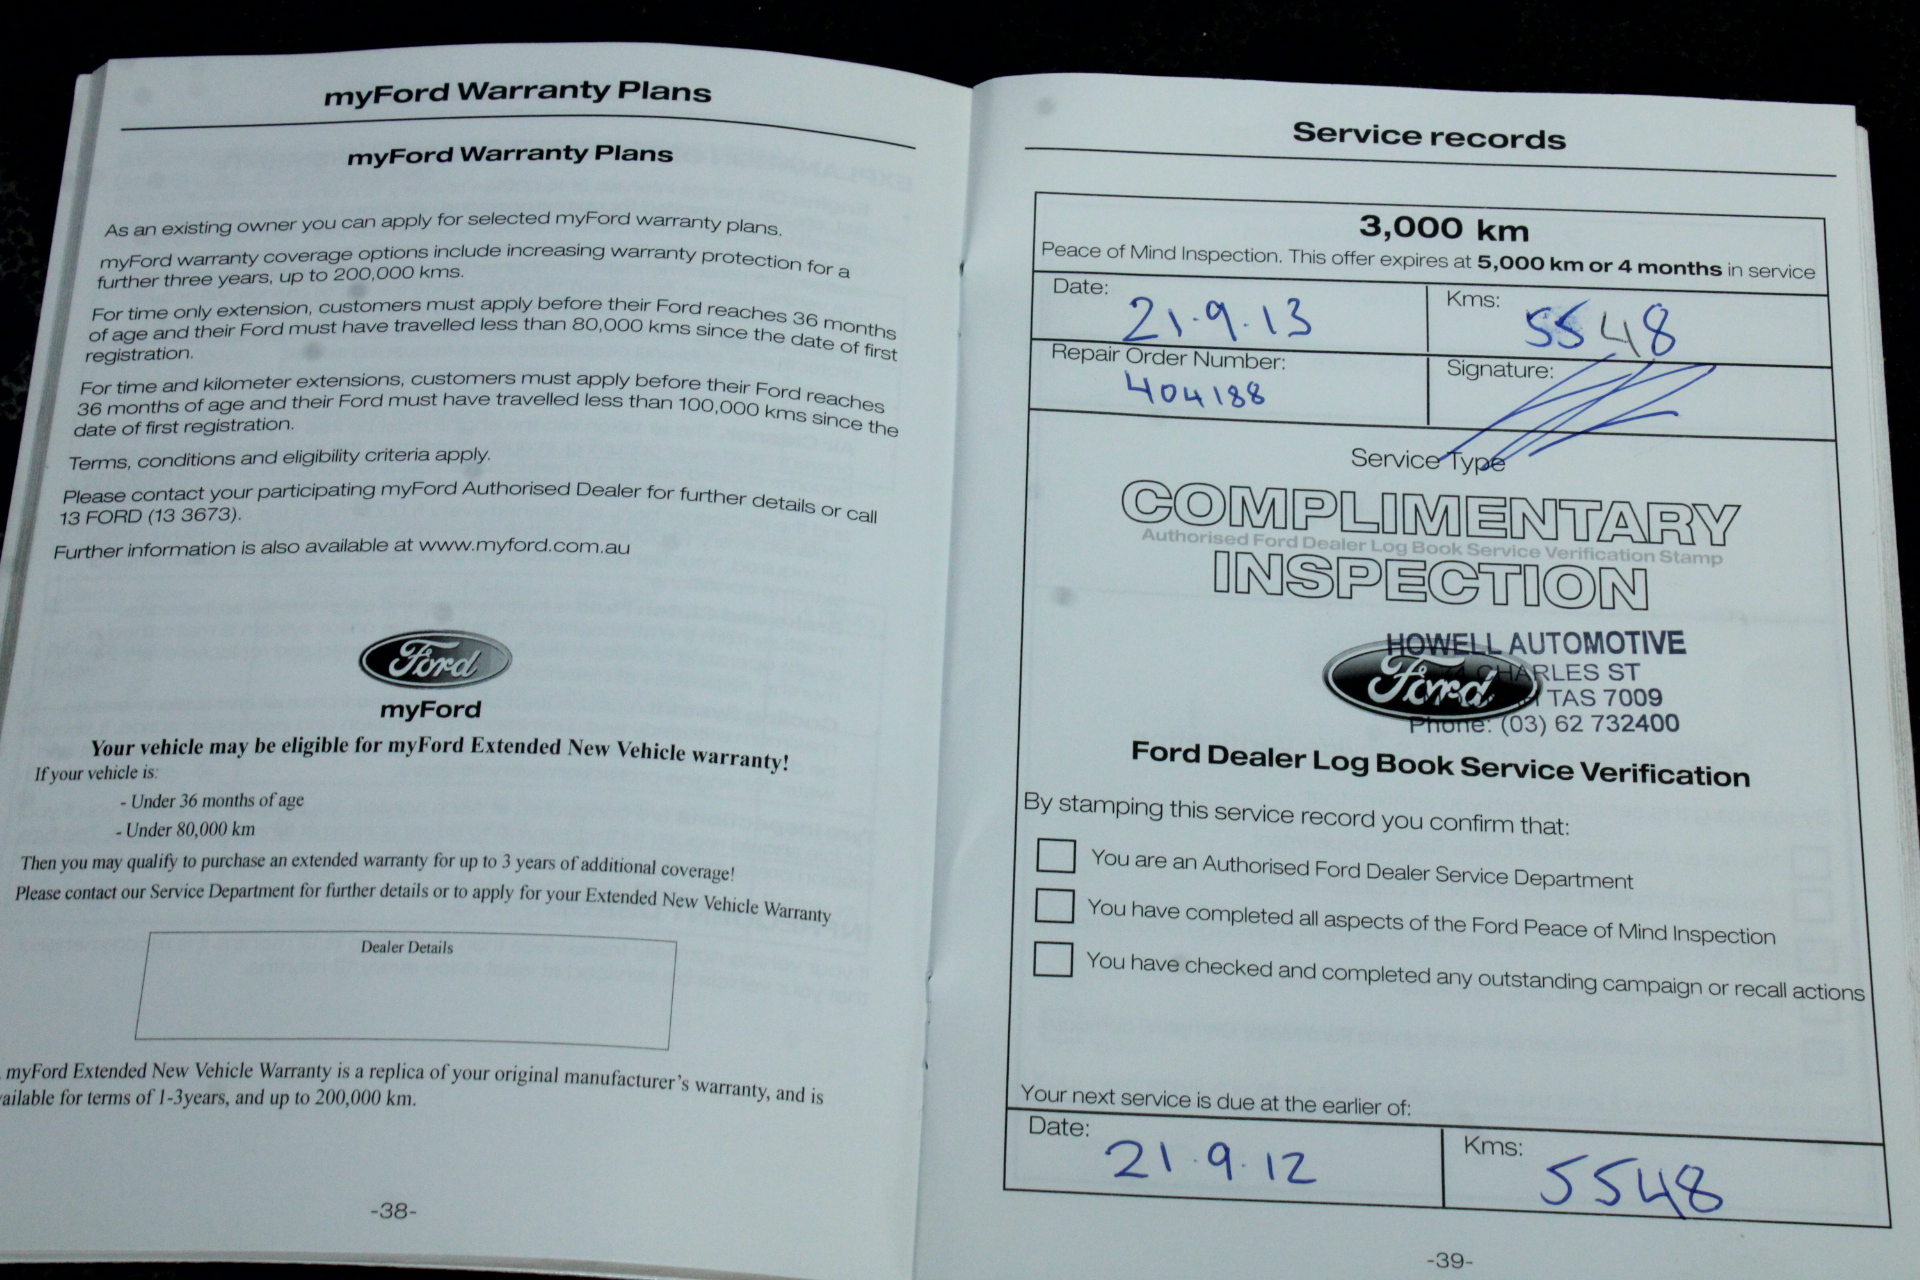 myFord Warranty Plans
myFord Warranty Plans
As an existing owner you can apply for selected myFord warranty plans.
myFord warranty coverage options include increasing warranty protection for a
further three years, up to 200,000 kms.
For time only extension, customers must apply before their Ford reaches 36 months
of age and their Ford must have travelled less than 80,000 kms since the date of first
registration.
For time and kilometer extensions, customers must apply before their Ford reaches
36 months of age and their Ford must have travelled less than 100,000 kms since the
date of first registration.
Terms, conditions and eligibility criteria apply.
Please contact your participating myFord Authorised Dealer for further details or call
13 FORD (13 3673).
Further information is also available at www.myford.com.au
Ford
myFord
Your vehicle may be eligible for myFord Extended New Vehicle warranty!
If your vehicle is:
- Under 36 months of age
- Under 80,000 km
Then you may qualify to purchase an extended warranty for up to 3 years of additional coverage!
Please contact our Service Department for further details or to apply for your Extended New Vehicle Warranty
Dealer Details
myFord Extended New Vehicle Warranty is a replica of your original manufacturer's warranty, and is
ailable for terms of 1-3years, and up to 200,000 km.
-38-
Service records
3,000 km
Peace of Mind Inspection. This offer expires at 5,000 km or 4 months in service
Date: 21.9.13 Kms: 5548
Repair Order Number: 404188 Signature:
Service Type
COMPLIMENTARY
Authorised Ford Dealer Log Book Service Verification Stamp
INSPECTION
HOWELL AUTOMOTIVE
CHARLES ST
Ford TAS 7009
Phone: (03) 62 732400
Ford Dealer Log Book Service Verification
By stamping this service record you confirm that:
You are an Authorised Ford Dealer Service Department
You have completed all aspects of the Ford Peace of Mind Inspection
You have checked and completed any outstanding campaign or recall actions
Your next service is due at the earlier of:
Date: 21.9.12 Kms: 5548
-39-